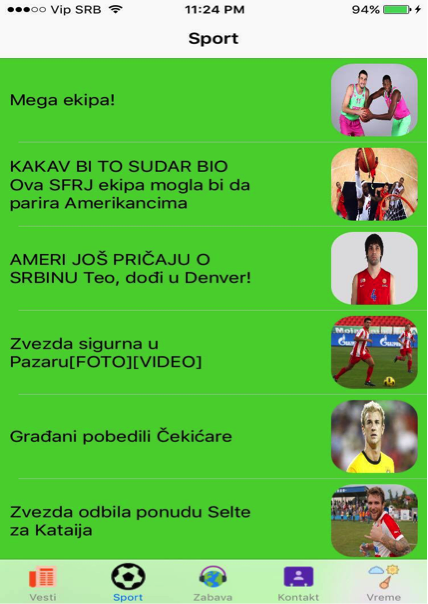 Vip SRB 11:24 PM 94%
Sport
Mega ekipa!
KAKAV BI TO SUDAR BIO
Ova SFRJ ekipa mogla bi da
parira Amerikancima
AMERI JOŠ PRIČAJU O
SRBINU Teo, dođi u Denver!
Zvezda sigurna u
Pazaru[FOTO][VIDEO]
Građani pobedili Čekićare
Zvezda odbila ponudu Selte
za Kataija
Vesti Sport Zabava Kontakt Vreme